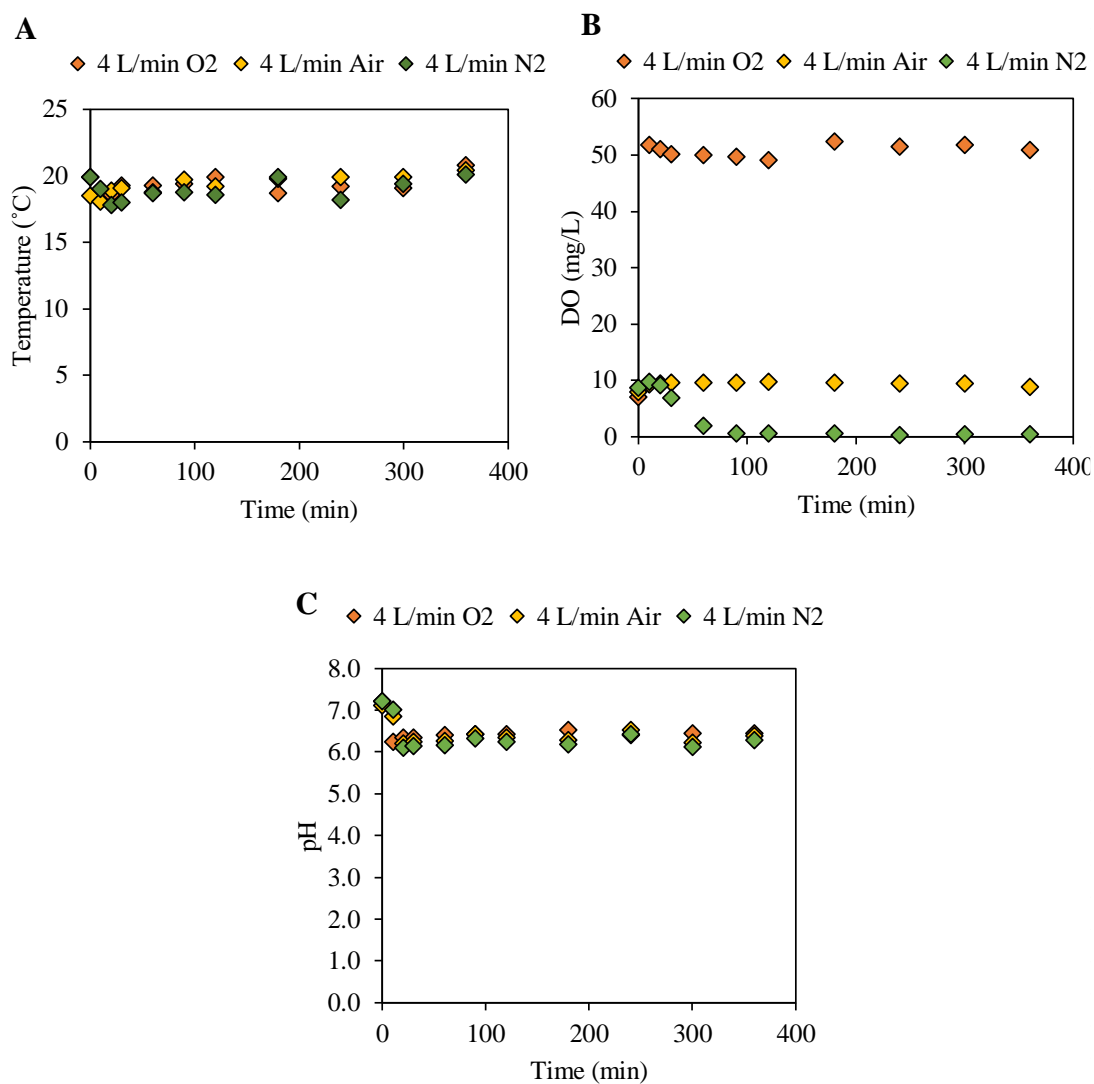 A
4 L/min O2 4 L/min Air 4 L/min N2
25
20
15
10
5
0
0 100 200 300 400
Temperature (˚C)
Time (min)
B
4 L/min O2 4 L/min Air 4 L/min N2
60
50
40
30
20
10
0
0 100 200 300 400
DO (mg/L)
Time (min)
C
4 L/min O2 4 L/min Air 4 L/min N2
8.0
7.0
6.0
5.0
4.0
3.0
2.0
1.0
0.0
0 100 200 300 400
pH
Time (min)